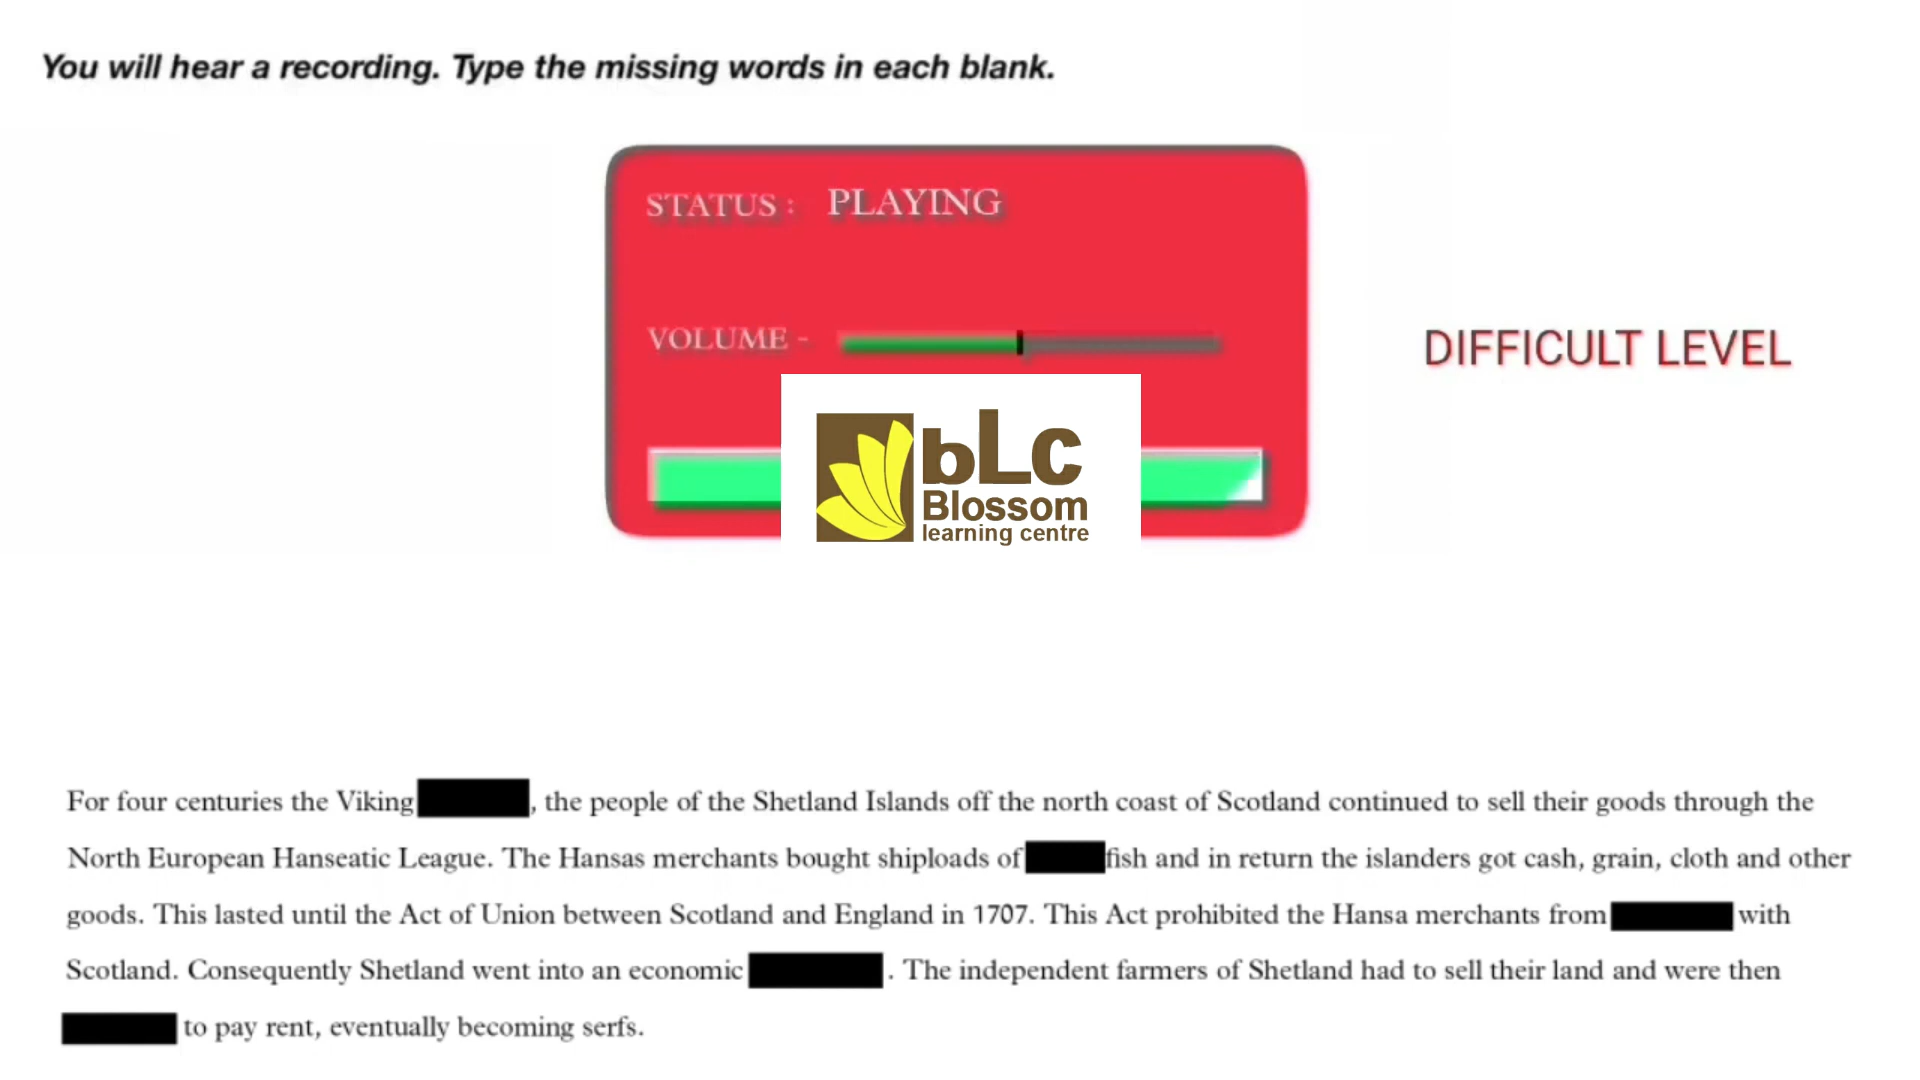 You will hear a recording. Type the missing words in each blank.
STATUS : PLAYING
VOLUME -
DIFFICULT LEVEL
bLc
Blossom
learning centre
For four centuries the Viking , the people of the Shetland Islands off the north coast of Scotland continued to sell their goods through the
North European Hanseatic League. The Hansas merchants bought shiploads of fish and in return the islanders got cash, grain, cloth and other
goods. This lasted until the Act of Union between Scotland and England in 1707. This Act prohibited the Hansa merchants from with
Scotland. Consequently Shetland went into an economic . The independent farmers of Shetland had to sell their land and were then
to pay rent, eventually becoming serfs.